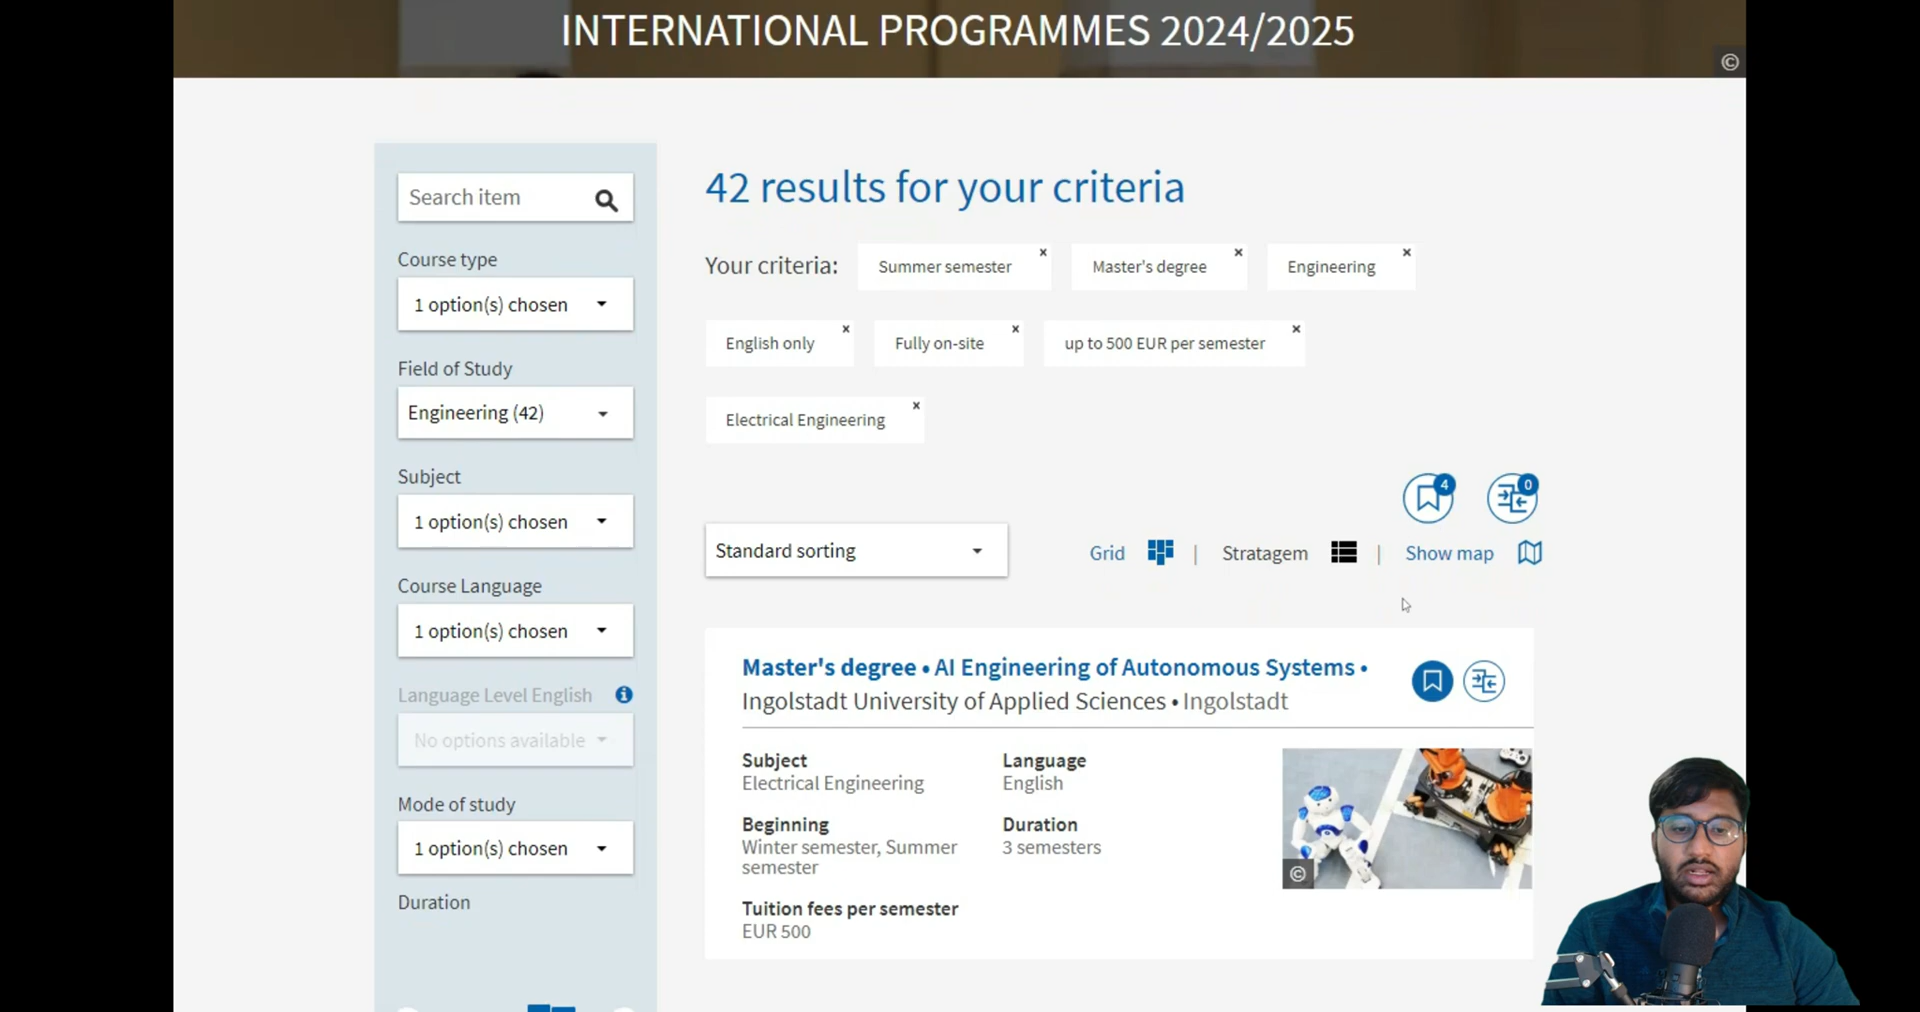 INTERNATIONAL PROGRAMMES 2024/2025
©
Search item
Course type
1 option(s) chosen
Field of Study
Engineering (42)
Subject
1 option(s) chosen
Course Language
1 option(s) chosen
Language Level English
No options available
Mode of study
1 option(s) chosen
Duration
42 results for your criteria
Your criteria:
Summer semester ×
Master's degree ×
Engineering ×
English only ×
Fully on-site ×
up to 500 EUR per semester ×
Electrical Engineering ×
4
0
Standard sorting
Grid | Stratagem | Show map
Master's degree • AI Engineering of Autonomous Systems •
Ingolstadt University of Applied Sciences • Ingolstadt
Subject
Electrical Engineering
Language
English
Beginning
Winter semester, Summer
semester
Duration
3 semesters
Tuition fees per semester
EUR 500
©